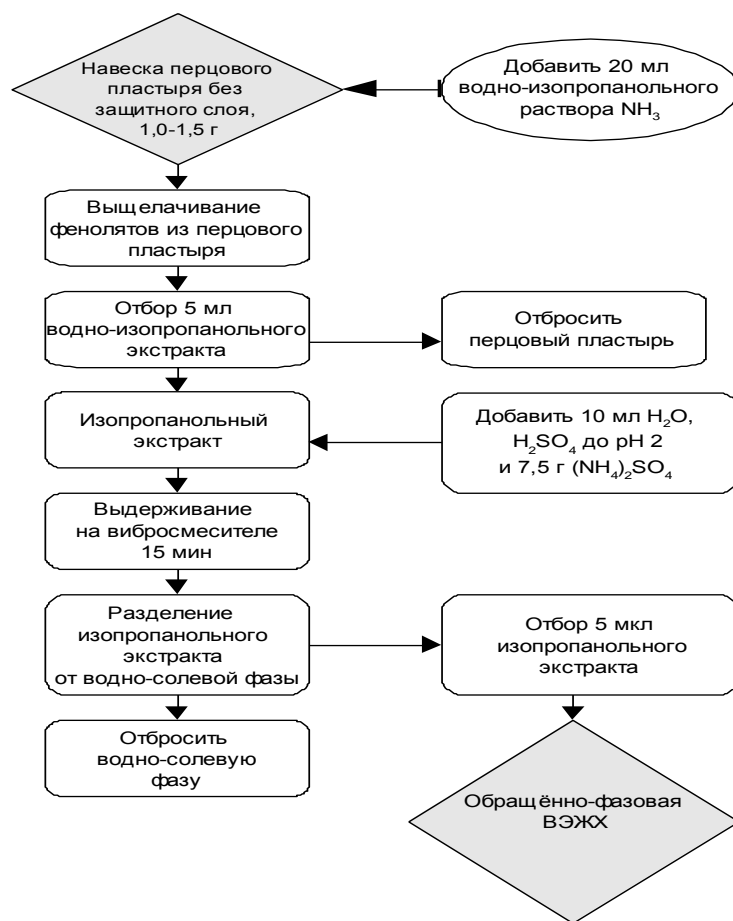 Навеска перцового
пластыря без
защитного слоя,
1,0-1,5 г
Добавить 20 мл
водно-изопропанольного
раствора NH₃
Выщелачивание
фенолятов из перцового
пластыря
Отбор 5 мл
водно-изопропанольного
экстракта
Отбросить
перцовый пластырь
Изопропанольный
экстракт
Добавить 10 мл H₂O,
H₂SO₄ до pH 2
и 7,5 г (NH₄)₂SO₄
Выдерживание
на вибросмесителе
15 мин
Разделение
изопропанольного
экстракта
от водно-солевой фазы
Отбор 5 мкл
изопропанольного
экстракта
Отбросить
водно-солевую
фазу
Обращённо-фазовая
ВЭЖХ